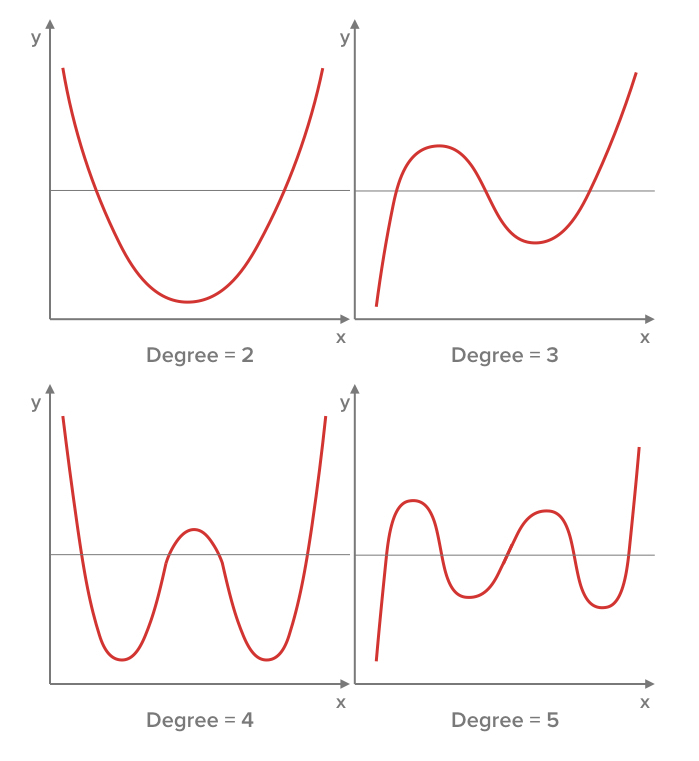 y
x
Degree = 2
y
x
Degree = 3
y
x
Degree = 4
y
x
Degree = 5